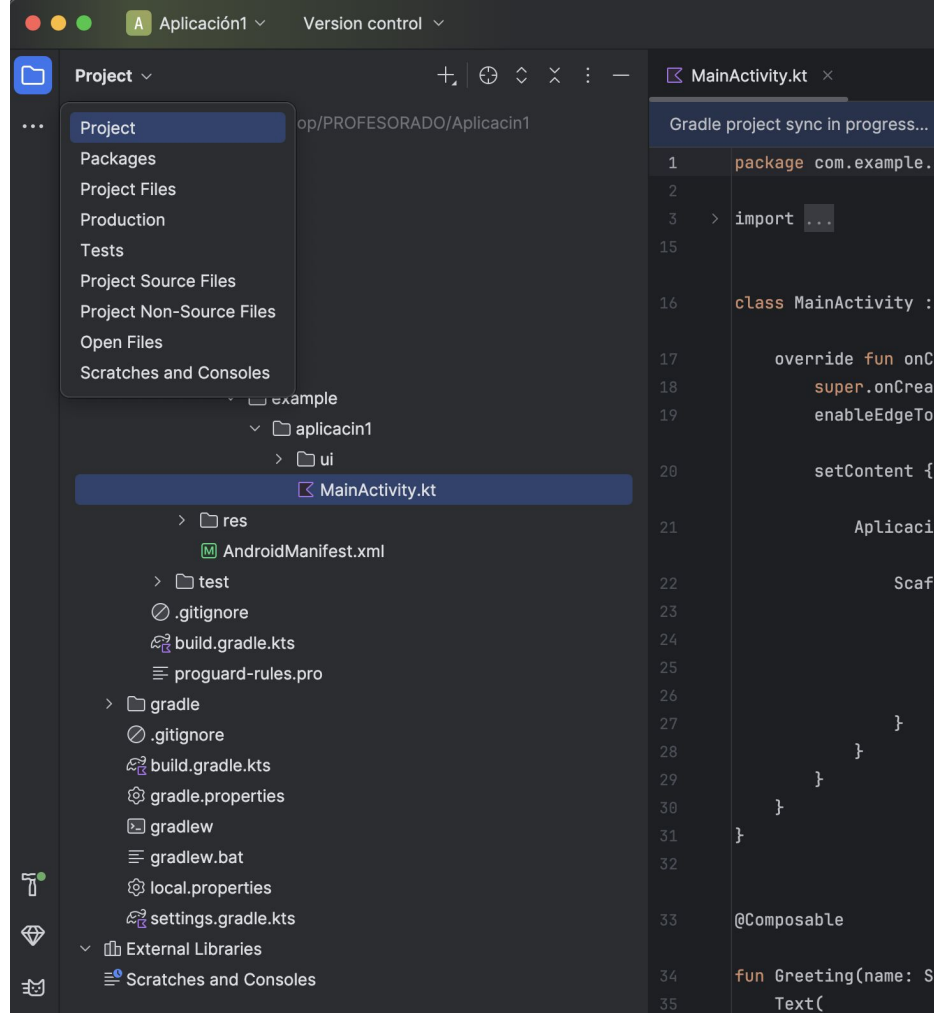 A Aplicación1 Version control
Project
MainActivity.kt
Project
op/PROFESORADO/Aplicacin1
Packages
Project Files
Production
Tests
Project Source Files
Project Non-Source Files
Open Files
Scratches and Consoles
example
aplicacin1
ui
MainActivity.kt
res
M AndroidManifest.xml
test
.gitignore
build.gradle.kts
proguard-rules.pro
gradle
.gitignore
build.gradle.kts
gradle.properties
gradlew
gradlew.bat
local.properties
settings.gradle.kts
External Libraries
Scratches and Consoles
Gradle project sync in progress...
1 package com.example.
2
3 import ...
15
16 class MainActivity :
17 override fun onC
18 super.onCrea
19 enableEdgeTo
20 setContent {
21 Aplicaci
22 Scaf
23
24
25
26
27 }
28 }
29 }
30 }
31 }
32
33 @Composable
34 fun Greeting(name: S
35 Text(